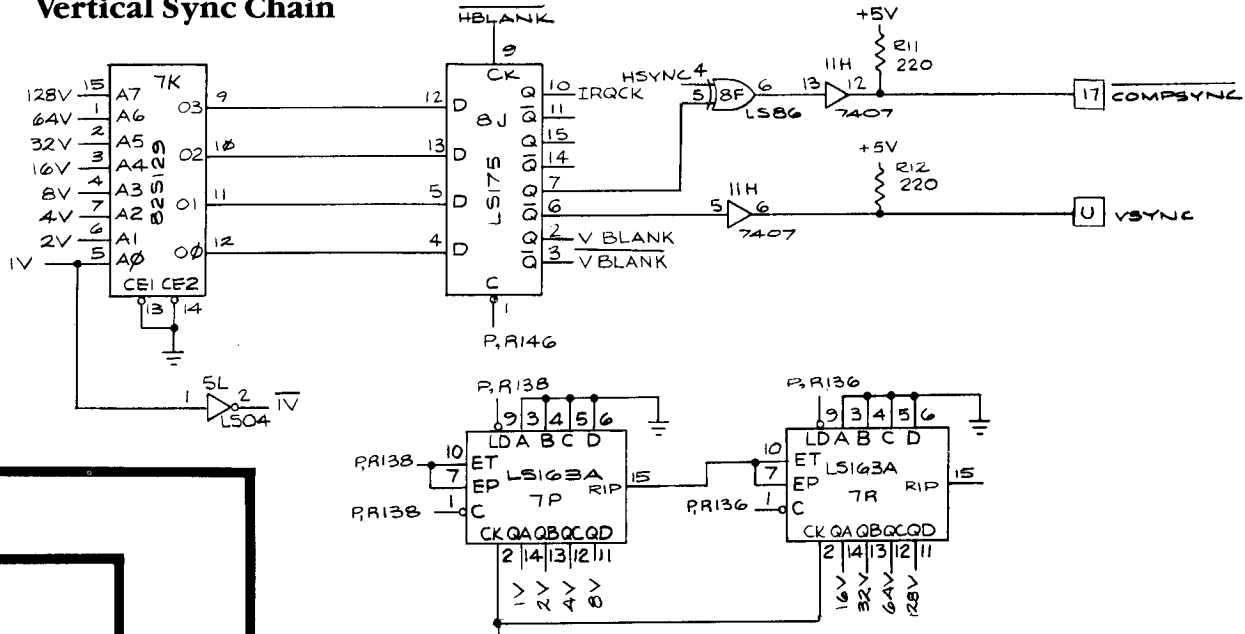 Vertical Sync Chain
HBLANK
9
CK
7K
128V 15 A7
64V 1 A6
32V 2 A5
16V 3 A4
8V 4 A3
4V 7 A2
2V 6 A1
1V 5 AØ
82S129
O3 9
O2 1Ø
O1 11
OØ 12
CE1 CE2
13 14
12 D
13 D
5 D
4 D
8J
LS175
Q 10 IRQCK
Q 11
Q 15
Q 14
Q 7
Q 6
Q 2 V BLANK
Q 3 V BLANK
C
1
P,R146
HSYNC 4
5
8F
6
LS86
13
11H
12
7407
+5V
R11
220
17 COMPSYNC
+5V
R12
220
5
11H
6
7407
U VSYNC
1
5L
2
1V
LS04
P,R138
9 3 4 5 6
LD A B C D
P,R138 10 ET
7 EP
LS163A
7P
RIP 15
P,R138 1 C
CK QA QB QC QD
2 14 13 12 11
1V 2V 4V 8V
P,R136
9 3 4 5 6
LD A B C D
10 ET
7 EP
LS163A
7R
RIP 15
P,R136 1 C
CK QA QB QC QD
2 14 13 12 11
16V 32V 64V 128V